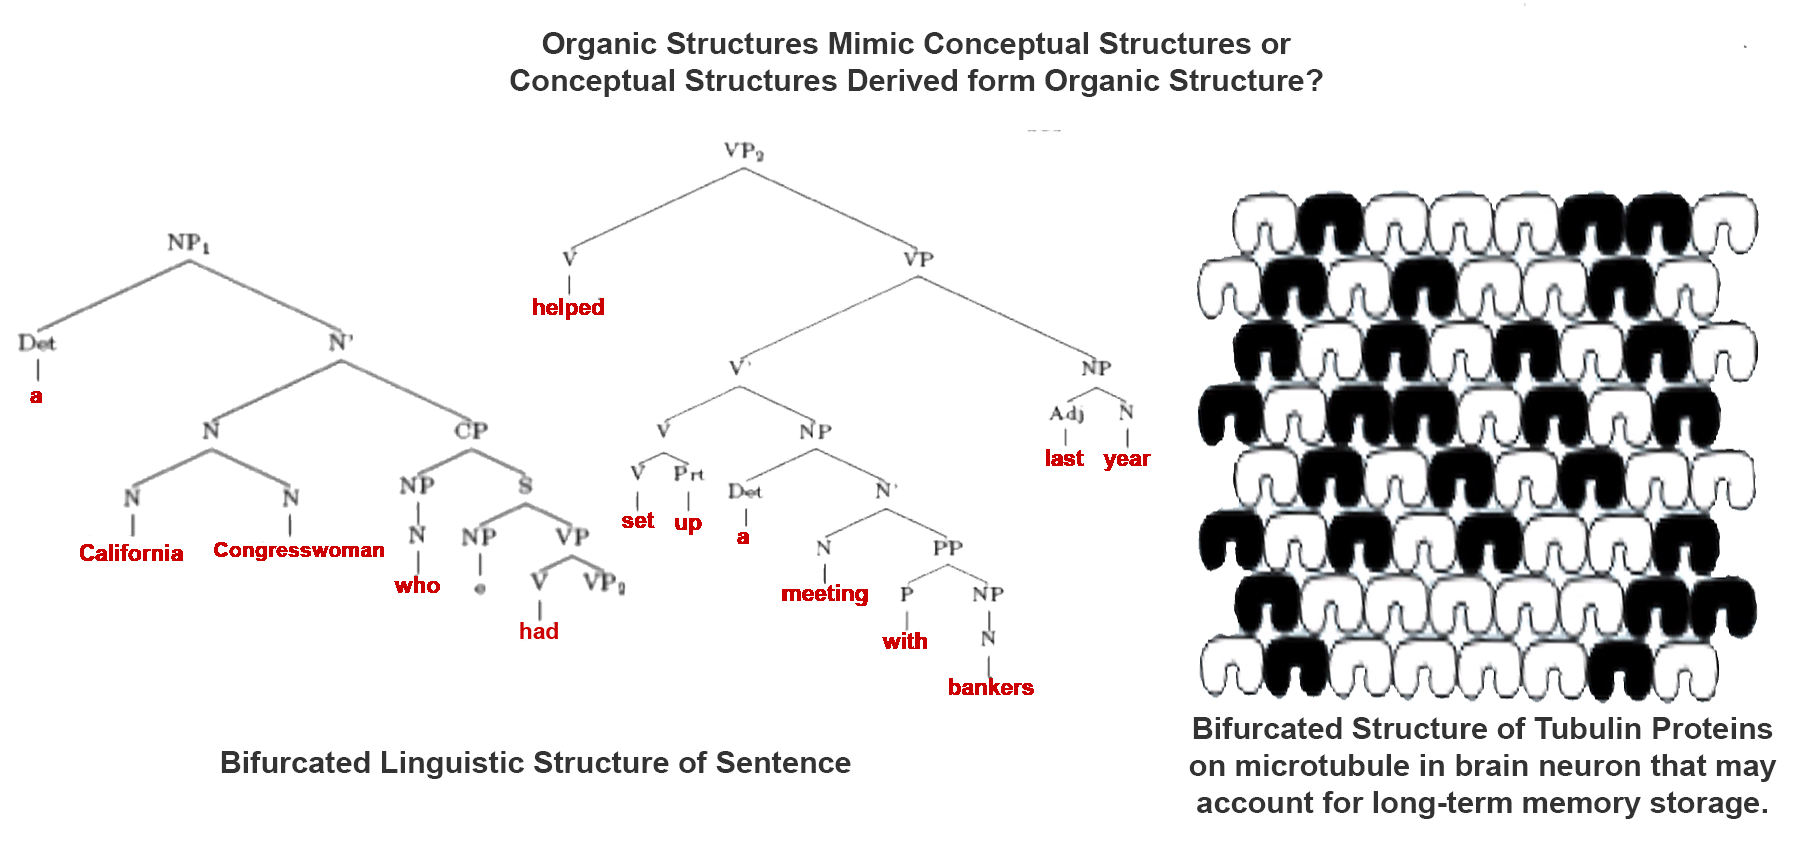 Organic Structures Mimic Conceptual Structures or
Conceptual Structures Derived form Organic Structure?
VP₂
NP₁
V
VP
helped
Det
N'
a
V'
NP
N
CP
Adj
N
last
year
V
NP
N
N
NP
S
V
Prt
Det
N'
set
up
a
California
Congresswoman
N
NP
VP
N
PP
who
e
V
VP₂
meeting
P
NP
had
with
N
bankers
Bifurcated Linguistic Structure of Sentence
Bifurcated Structure of Tubulin Proteins
on microtubule in brain neuron that may
account for long-term memory storage.